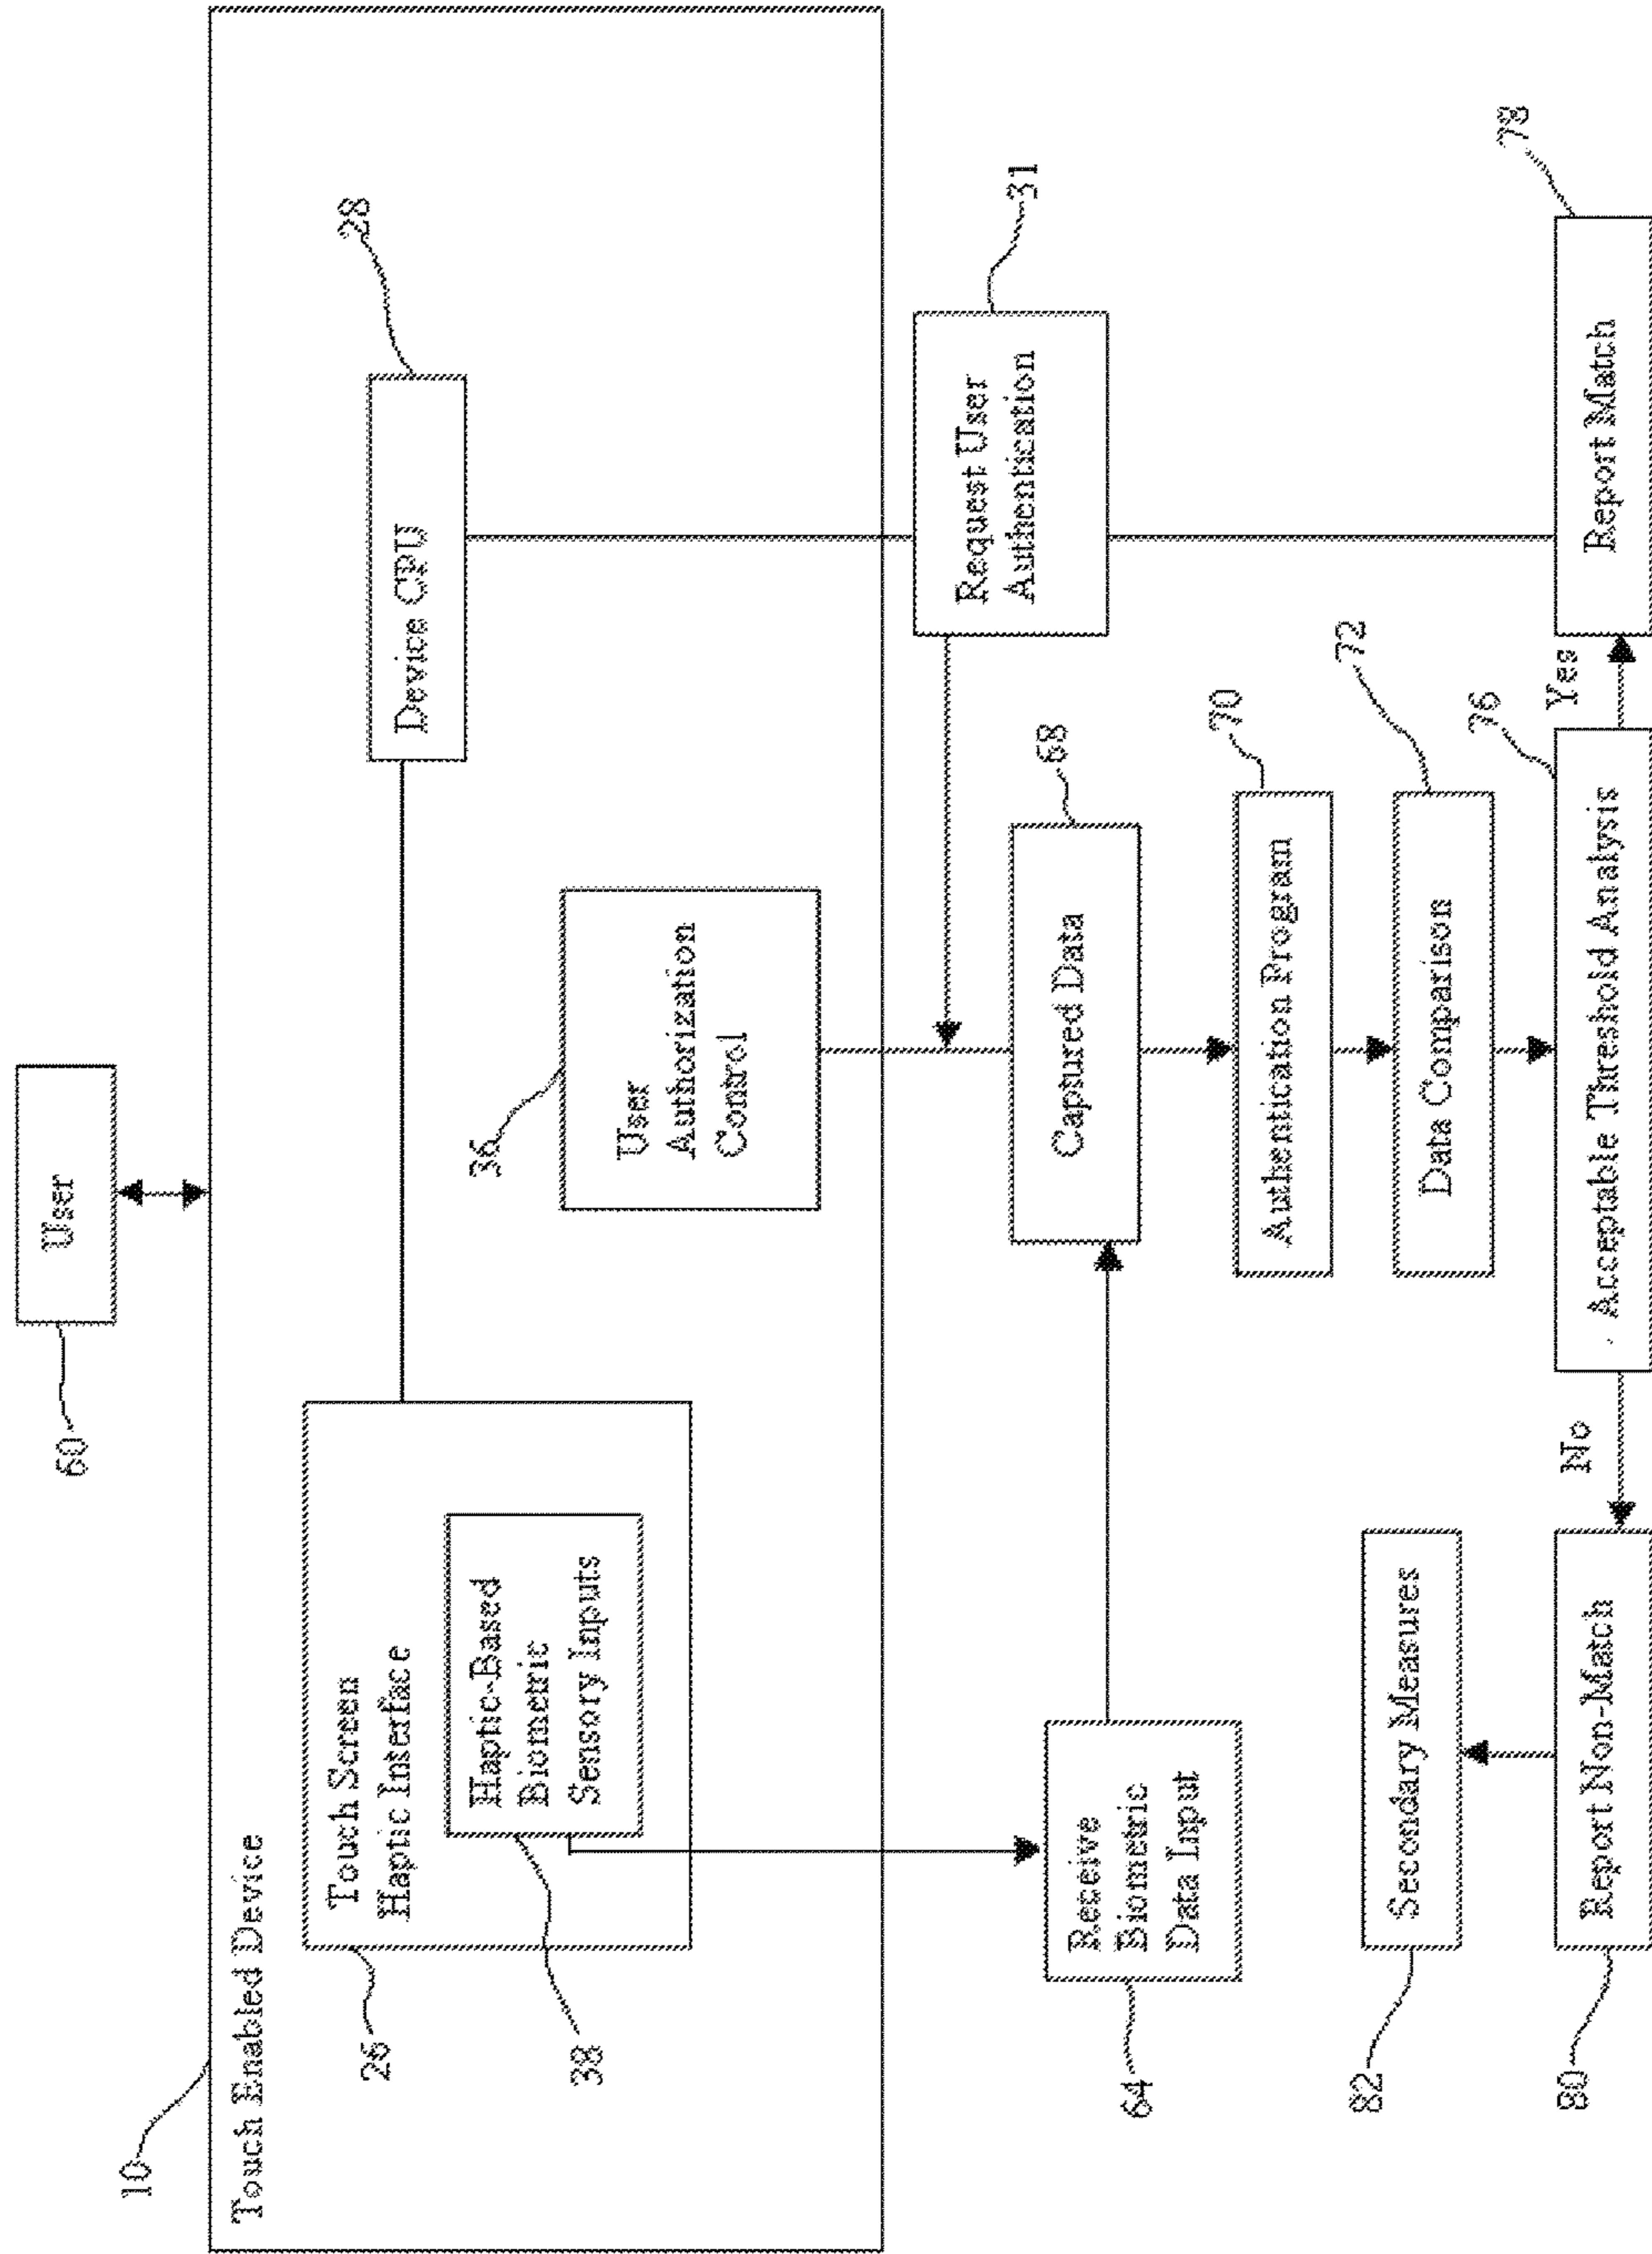 60
User
10
Touch Enabled Device
26
Touch Screen
Haptic Interface
38
Haptic-Based
Biometric
Sensory Inputs
28
Device CPU
36
User
Authorization
Control
31
Request User
Authentication
64
Receive
Biometric
Data Input
68
Captured Data
70
Authentication Program
72
Data Comparison
76
Acceptable Threshold Analysis
Yes
78
Report Match
No
80
Report Non-Match
82
Secondary Measures